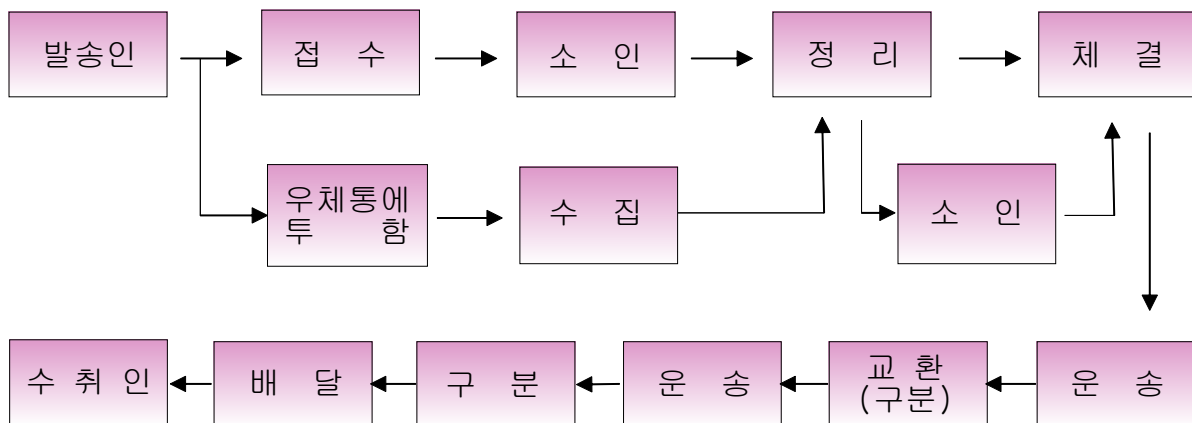 발송인
접 수
소 인
정 리
체 결
우체통에
투 함
수 집
소 인
수 취 인
배 달
구 분
운 송
교 환
(구분)
운 송